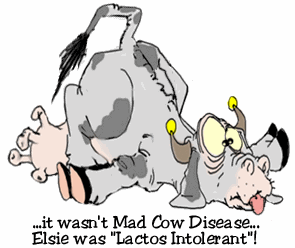 ...it wasn't Mad Cow Disease...
Elsie was "Lactos Intolerant"!